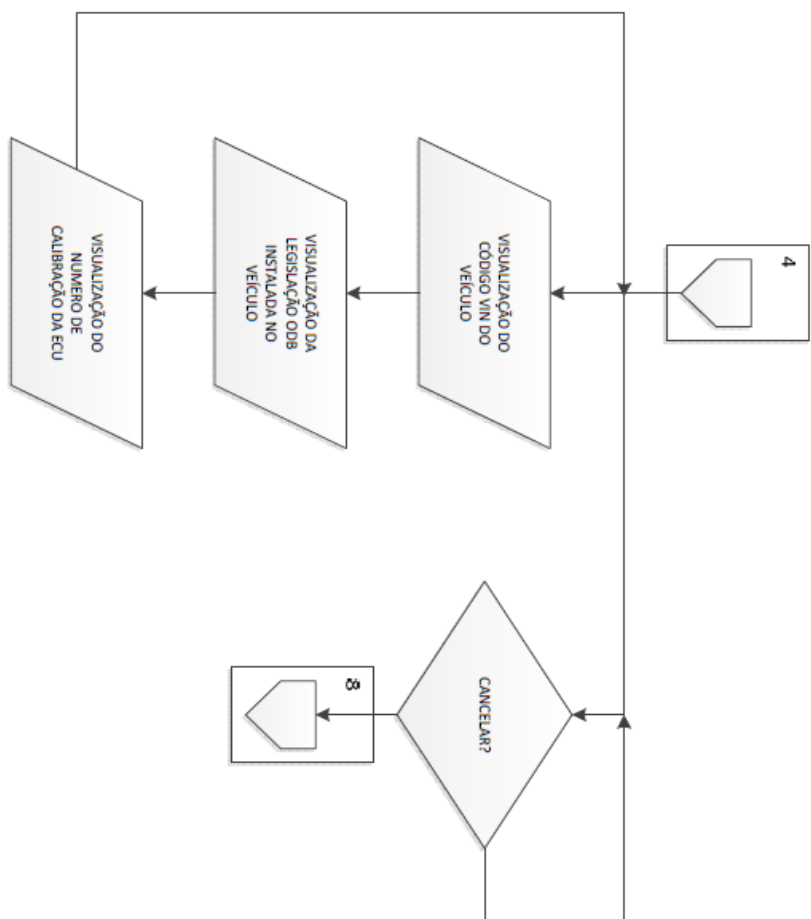 4
VISUALIZAÇÃO DO
CÓDIGO VIN DO
VEÍCULO
VISUALIZAÇÃO DA
LEGISLAÇÃO ODB
INSTALADA NO
VEÍCULO
VISUALIZAÇÃO DO
NUMERO DE
CALIBRAÇÃO DA ECU
CANCELAR?
8